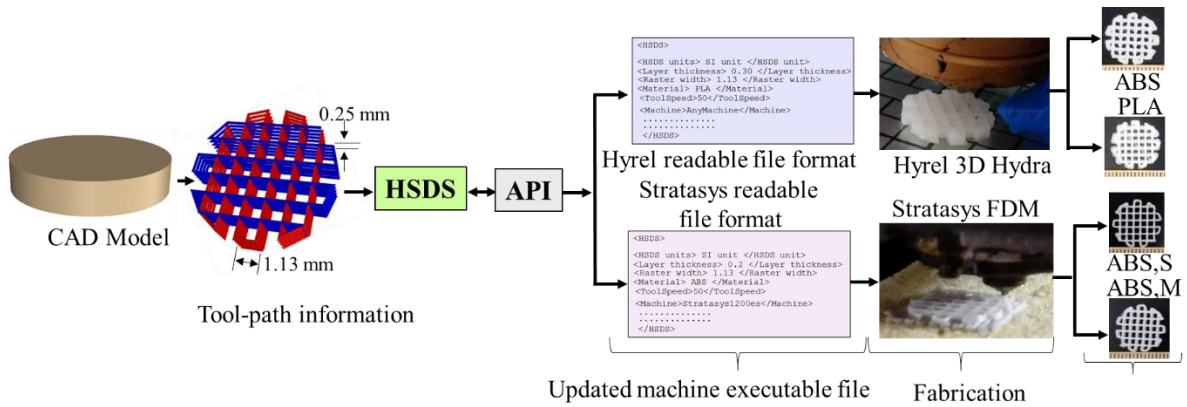 CAD Model
0.25 mm
1.13 mm
Tool-path information
HSDS
API
<HSDS>
<HSDS units> SI unit </HSDS unit>
<Layer thickness> 0.30 </Layer thickness>
<Raster width> 1.13 </Raster width>
<Material> PLA </Material>
<ToolSpeed>50</ToolSpeed>
<Machine>AnyMachine</Machine>
..............
..............
</HSDS>
Hyrel readable file format
Stratasys readable
file format
<HSDS>
<HSDS units> SI unit </HSDS unit>
<Layer thickness> 0.2 </Layer thickness>
<Raster width> 1.13 </Raster width>
<Material> ABS </Material>
<ToolSpeed>50</ToolSpeed>
<Machine>Stratasys1200es</Machine>
..............
..............
</HSDS>
Updated machine executable file
Hyrel 3D Hydra
Stratasys FDM
Fabrication
ABS
PLA
ABS,S
ABS,M